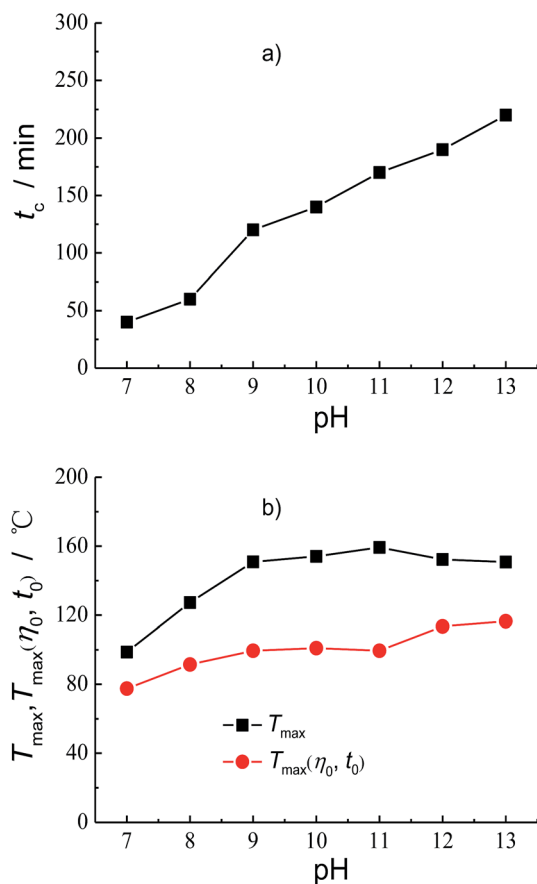 a)
300
250
200
150
100
50
0
t_c / min
7 8 9 10 11 12 13
pH
b)
200
160
120
80
40
0
T_max, T_max(η_0, t_0) / °C
T_max
T_max(η_0, t_0)
7 8 9 10 11 12 13
pH